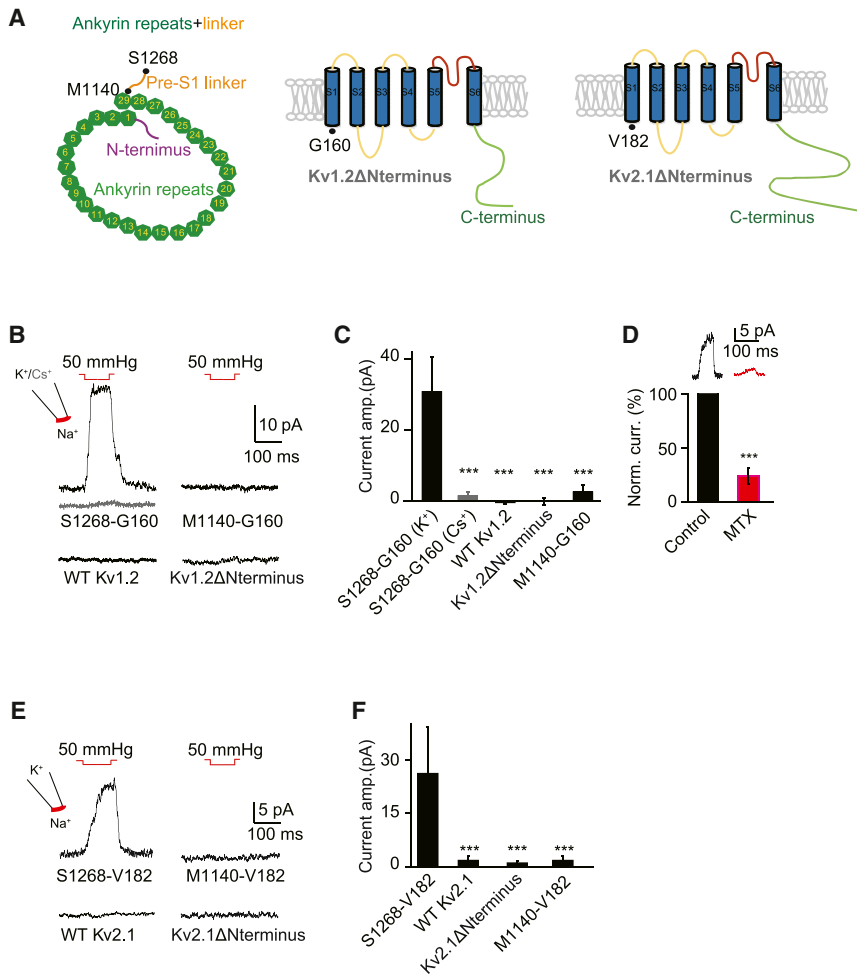 A
Ankyrin repeats+linker
S1268
Pre-S1 linker
M1140
29 28 27 26 25 24 23 22 21 20 19 18 17 16 15 14 13 12 11 10 9 8 7 6 5 4 3 2 1
N-ternimus
Ankyrin repeats
S1 S2 S3 S4 S5 S6
G160
Kv1.2ΔNterminus
C-terminus
S1 S2 S3 S4 S5 S6
V182
Kv2.1ΔNterminus
C-terminus
B
50 mmHg
50 mmHg
K⁺/Cs⁺
Na⁺
10 pA
100 ms
S1268-G160
M1140-G160
WT Kv1.2
Kv1.2ΔNterminus
C
Current amp.(pA)
40
20
0
***
***
***
***
S1268-G160 (K⁺)
S1268-G160 (Cs⁺)
WT Kv1.2
Kv1.2ΔNterminus
M1140-G160
D
5 pA
100 ms
Norm. curr. (%)
100
50
0
***
Control
MTX
E
50 mmHg
50 mmHg
K⁺
Na⁺
5 pA
100 ms
S1268-V182
M1140-V182
WT Kv2.1
Kv2.1ΔNterminus
F
Current amp.(pA)
30
15
0
***
***
***
S1268-V182
WT Kv2.1
Kv2.1ΔNterminus
M1140-V182